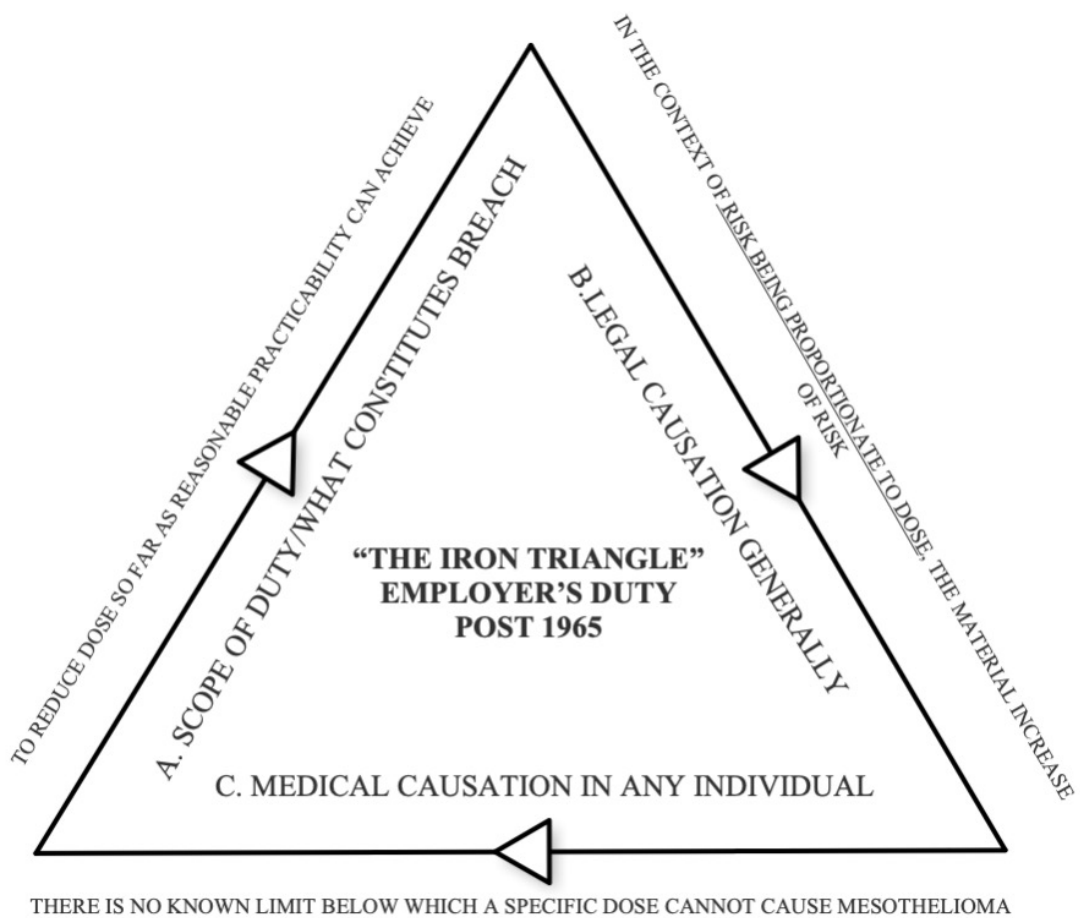 TO REDUCE DOSE SO FAR AS REASONABLE PRACTICABILITY CAN ACHIEVE
A. SCOPE OF DUTY/WHAT CONSTITUTES BREACH
IN THE CONTEXT OF RISK BEING PROPORTIONATE TO DOSE, THE MATERIAL INCREASE
OF RISK
B.LEGAL CAUSATION GENERALLY
“THE IRON TRIANGLE”
EMPLOYER’S DUTY
POST 1965
C. MEDICAL CAUSATION IN ANY INDIVIDUAL
THERE IS NO KNOWN LIMIT BELOW WHICH A SPECIFIC DOSE CANNOT CAUSE MESOTHELIOMA